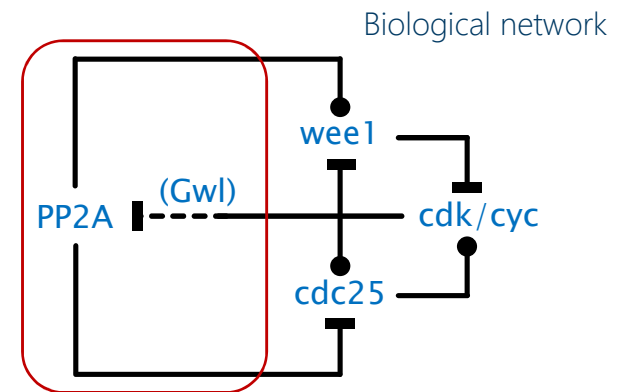 Biological network
wee1
(Gwl)
PP2A
cdk/cyc
cdc25